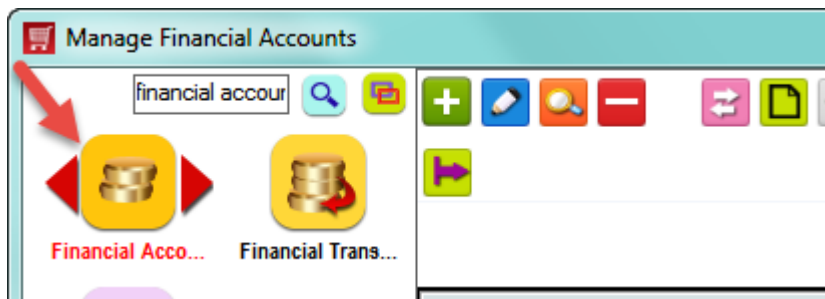 Manage Financial Accounts
financial accour
Financial Acco...
Financial Trans...